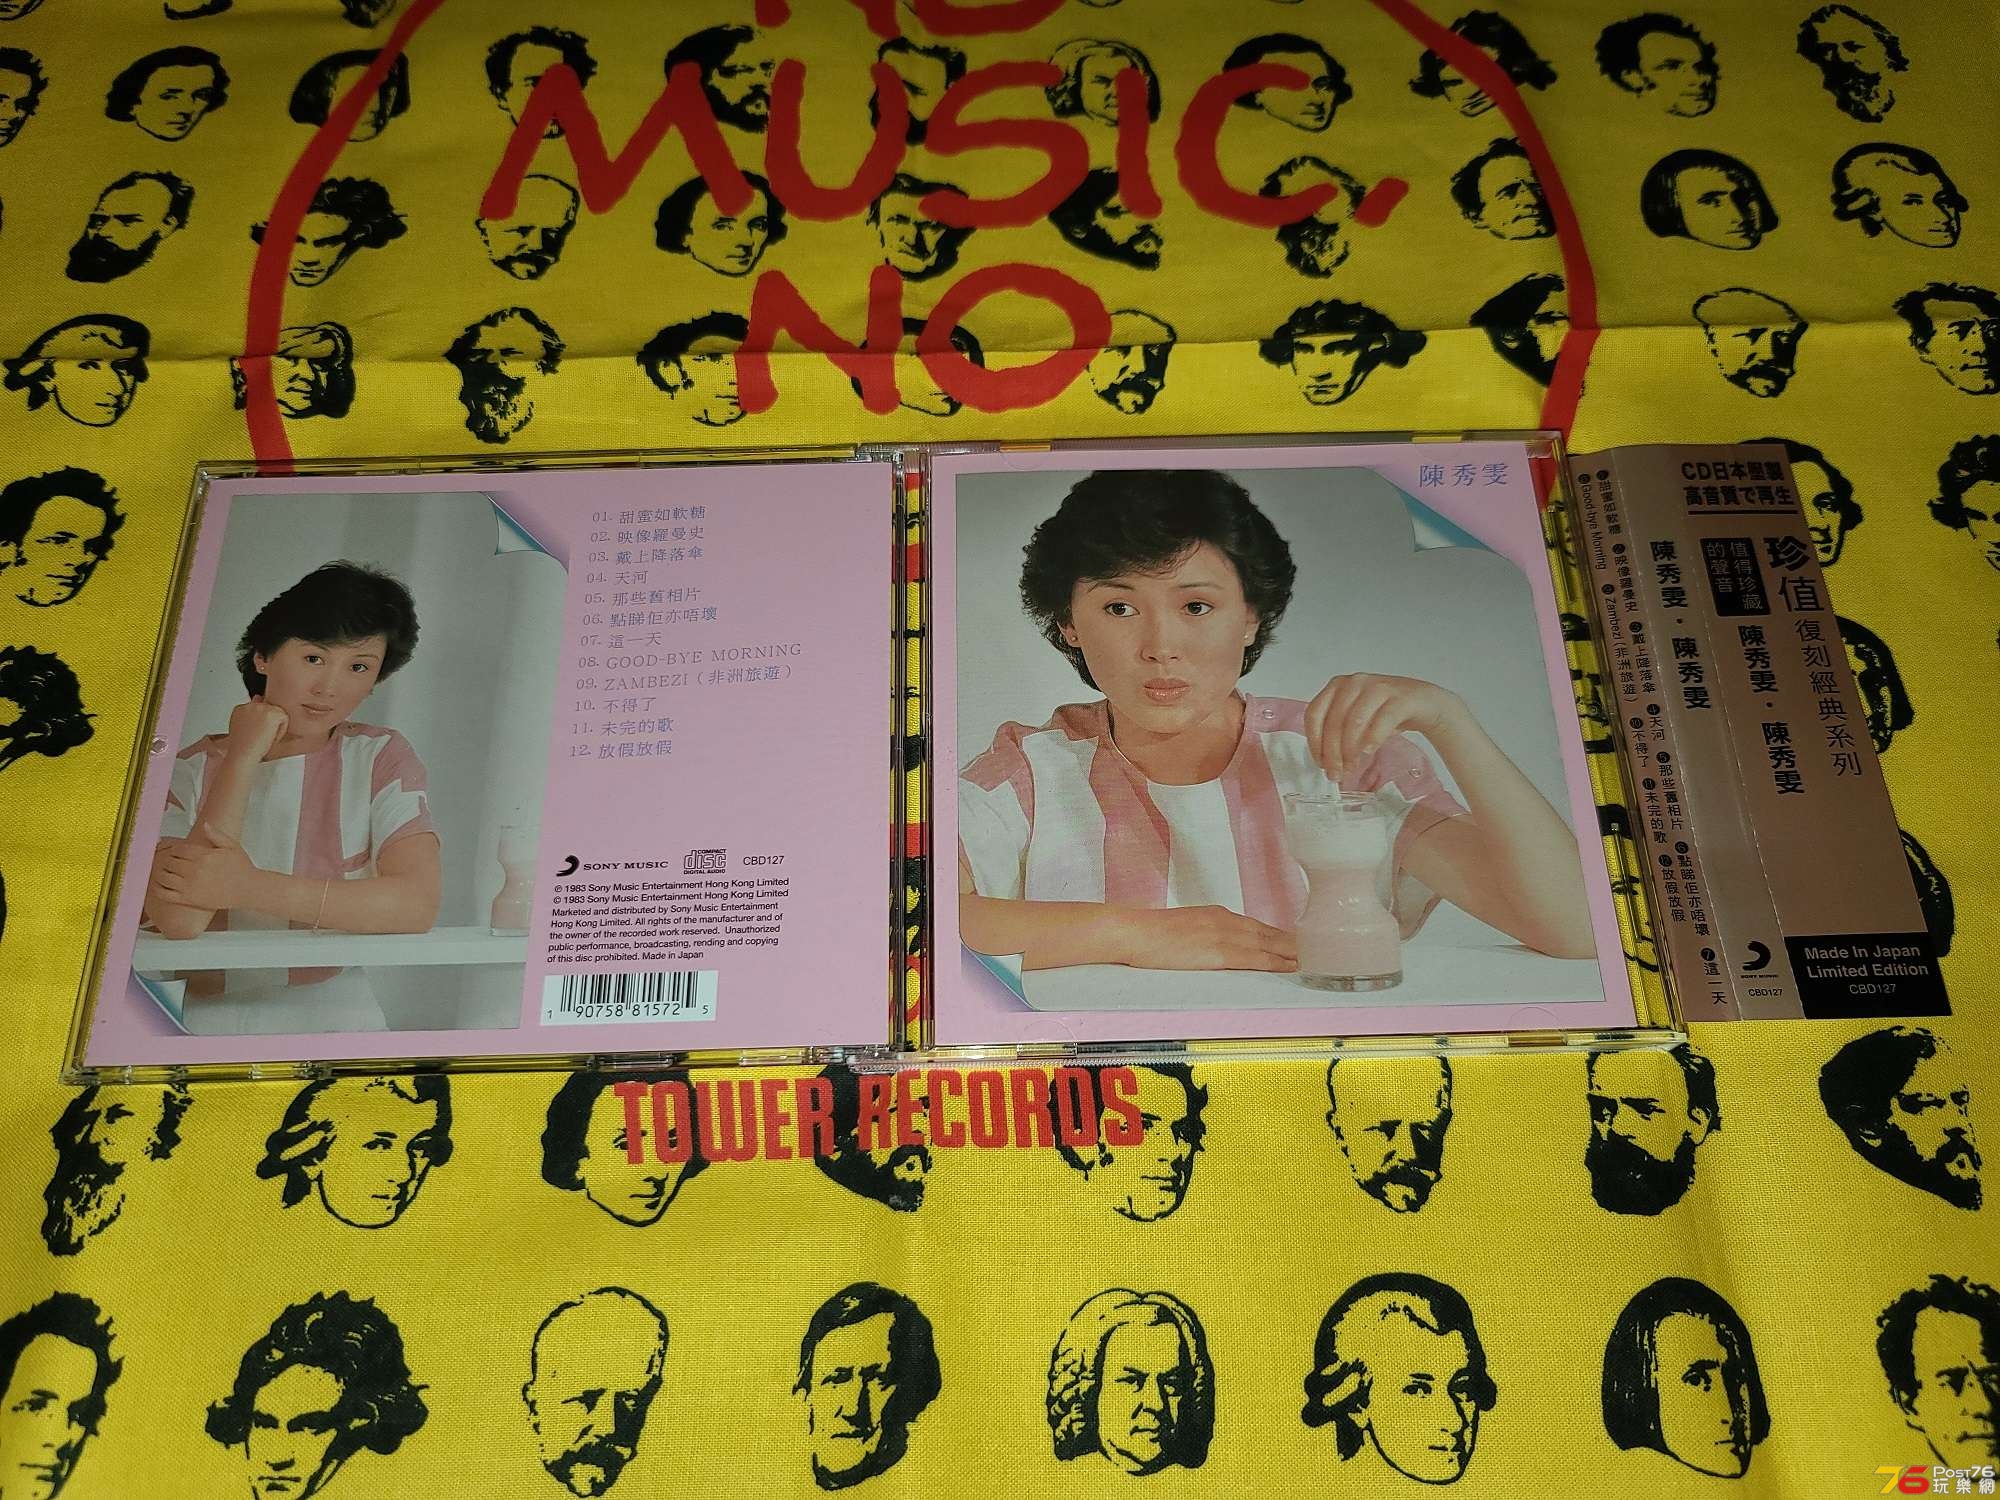 NO
MUSIC,
NO
01. 甜蜜如軟糖
02. 映像羅曼史
03. 戴上降落傘
04. 天河
05. 那些舊相片
06. 點睇佢亦唔壞
07. 這一天
08. GOOD-BYE MORNING
09. ZAMBEZI (非洲旅遊)
10. 不得了
11. 未完的歌
12. 放假放假
SONY MUSIC
COMPACT
disc
DIGITAL AUDIO
CBD127
℗ 1983 Sony Music Entertainment Hong Kong Limited
© 1983 Sony Music Entertainment Hong Kong Limited
Marketed and distributed by Sony Music Entertainment
Hong Kong Limited. All rights of the manufacturer and of
the owner of the recorded work reserved. Unauthorized
public performance, broadcasting, rending and copying
of this disc prohibited. Made in Japan
1 90758 81572 5
陳秀雯
CD日本壓製
高音質で再生
珍值復刻經典系列
值得珍藏
的聲音
陳秀雯・陳秀雯
陳秀雯・陳秀雯
❶甜蜜如軟糖 ❷映像羅曼史 ❸戴上降落傘 ❹天河 ❺那些舊相片 ❻點睇佢亦唔壞 ❼這一天
❽Good-bye Morning ❾Zambezi (非洲旅遊) ❿不得了 ⓫未完的歌 ⓬放假放假
SONY MUSIC
CBD127
Made In Japan
Limited Edition
CBD127
TOWER RECORDS
76 POST76
玩樂網